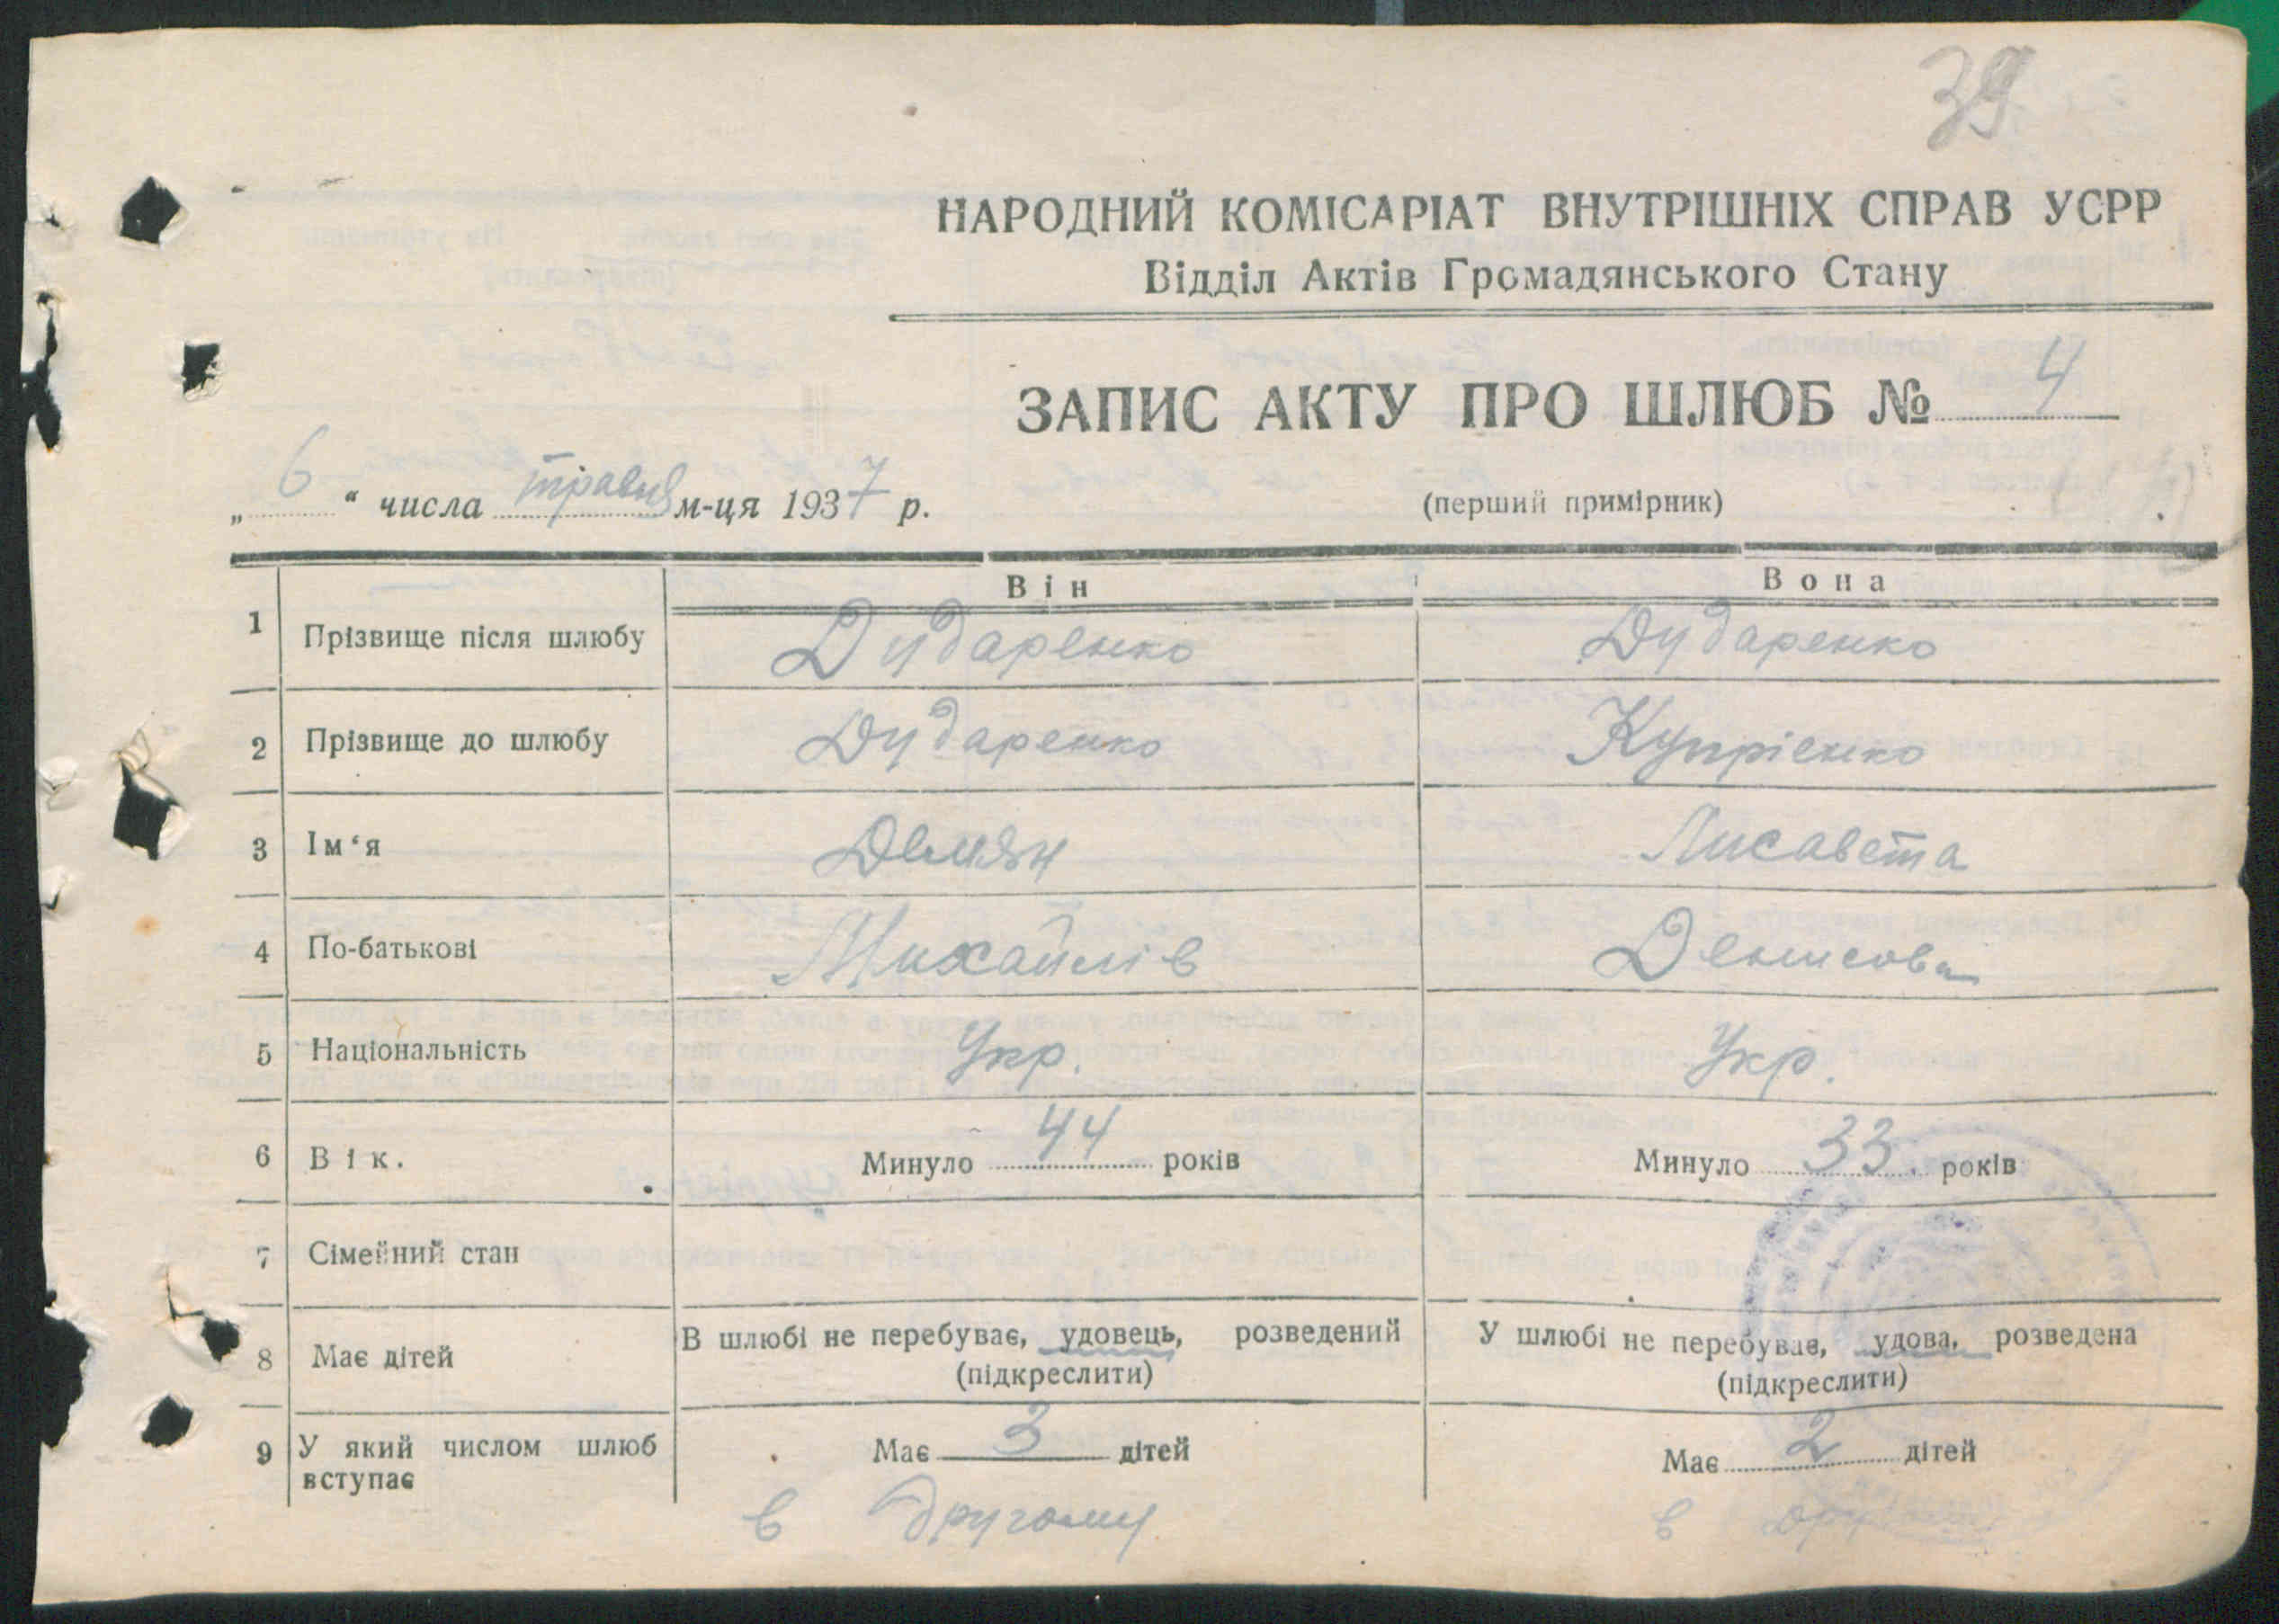 39
НАРОДНИЙ КОМІСАРІАТ ВНУТРІШНІХ СПРАВ УСРР
Відділ Актів Громадянського Стану
ЗАПИС АКТУ ПРО ШЛЮБ № 4
„ 6 “ числа травня м-ця 1937 р.
(перший примірник)
Він Вона
1 Прізвище після шлюбу Дударенко Дударенко
2 Прізвище до шлюбу Дударенко Купріенко
3 Ім‘я Демян Лисавета
4 По-батькові Михайлів Денисова
5 Національність Укр. Укр.
6 Вік. Минуло 44 років Минуло 33 років
7 Сімейний стан
8 Має дітей В шлюбі не перебуває, удовець, розведений У шлюбі не перебуває, удова, розведена
(підкреслити) (підкреслити)
9 У який числом шлюб Має 3 дітей Має 2 дітей
вступає
в другому в